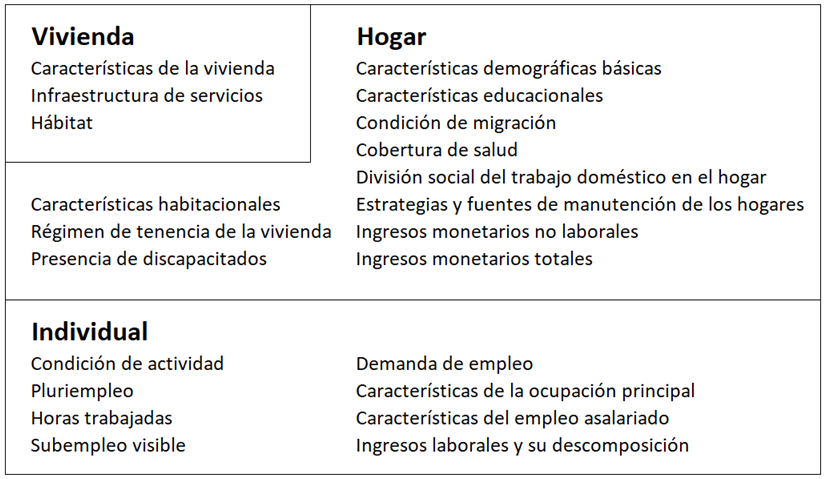 Vivienda
Características de la vivienda
Infraestructura de servicios
Hábitat
Hogar
Características demográficas básicas
Características educacionales
Condición de migración
Cobertura de salud
División social del trabajo doméstico en el hogar
Estrategias y fuentes de manutención de los hogares
Ingresos monetarios no laborales
Ingresos monetarios totales
Características habitacionales
Régimen de tenencia de la vivienda
Presencia de discapacitados
Individual
Condición de actividad
Pluriempleo
Horas trabajadas
Subempleo visible
Demanda de empleo
Características de la ocupación principal
Características del empleo asalariado
Ingresos laborales y su descomposición